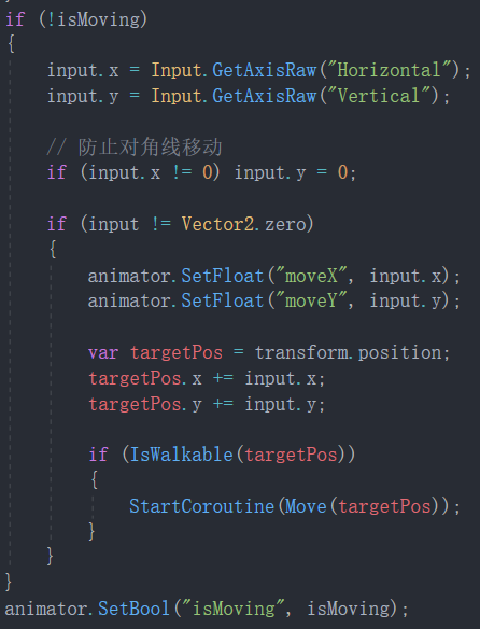 if (!isMoving)
{
input.x = Input.GetAxisRaw("Horizontal");
input.y = Input.GetAxisRaw("Vertical");
// 防止对角线移动
if (input.x != 0) input.y = 0;
if (input != Vector2.zero)
{
animator.SetFloat("moveX", input.x);
animator.SetFloat("moveY", input.y);
var targetPos = transform.position;
targetPos.x += input.x;
targetPos.y += input.y;
if (IsWalkable(targetPos))
{
StartCoroutine(Move(targetPos));
}
}
}
animator.SetBool("isMoving", isMoving);